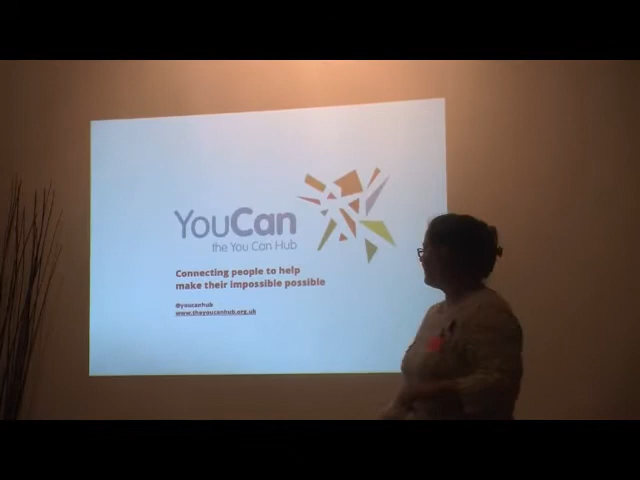 YouCan
the You Can Hub
Connecting people to help
make their impossible possible
@youcanhub
www.theyoucanhub.org.uk